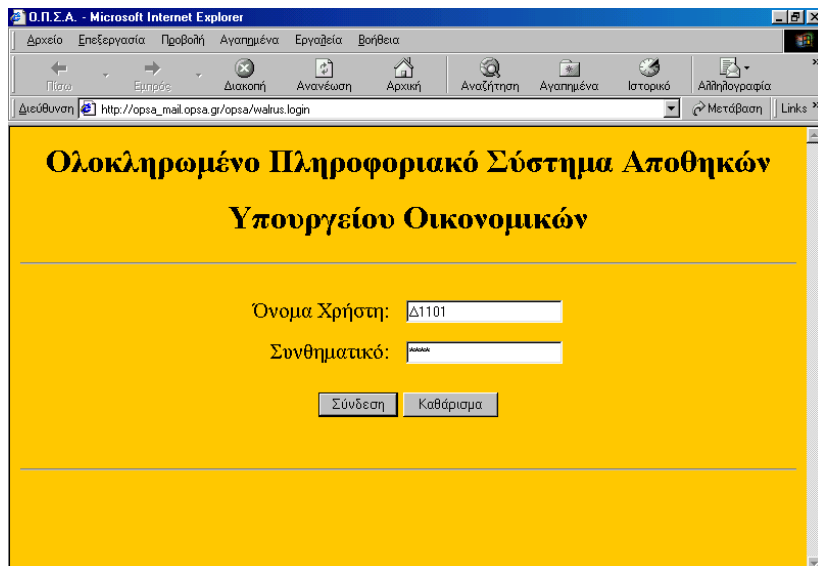 Ο.Π.Σ.Α. - Microsoft Internet Explorer
Αρχείο Επεξεργασία Προβολή Αγαπημένα Εργαλεία Βοήθεια
Πίσω Εμπρός Διακοπή Ανανέωση Αρχική Αναζήτηση Αγαπημένα Ιστορικό Αλληλογραφία »
Διεύθυνση http://opsa_mail.opsa.gr/opsa/walrus.login Μετάβαση Links »
Ολοκληρωμένο Πληροφοριακό Σύστημα Αποθηκών
Υπουργείου Οικονομικών
Όνομα Χρήστη: Δ1101
Συνθηματικό: ****
Σύνδεση Καθάρισμα